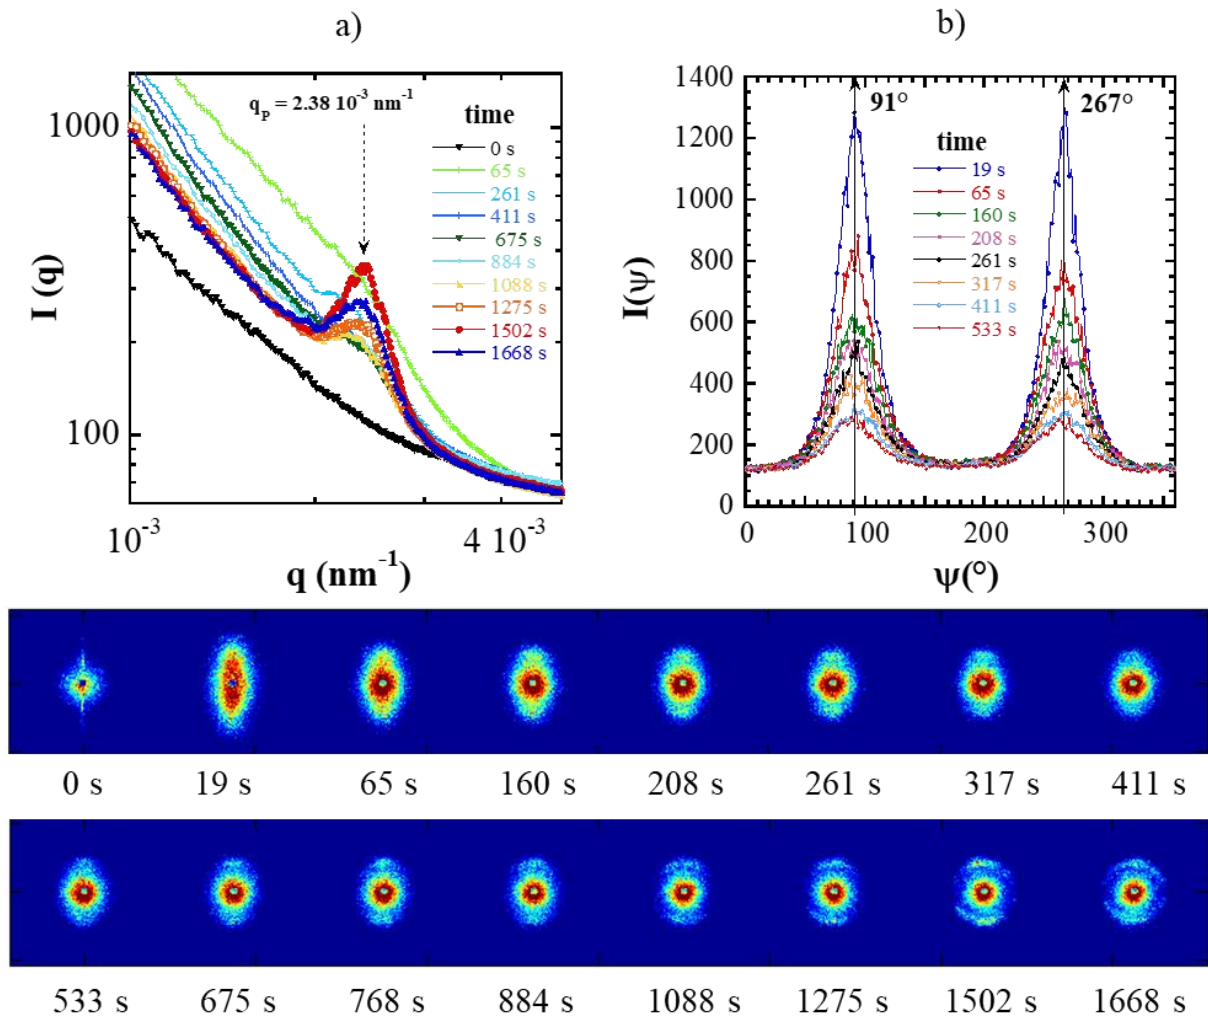 a)
q_p = 2.38 10^-3 nm^-1
time
0 s
65 s
261 s
411 s
675 s
884 s
1088 s
1275 s
1502 s
1668 s
1000
100
I (q)
10^-3
4 10^-3
q (nm^-1)
b)
1400
1200
1000
800
600
400
200
0
I(ψ)
91°
267°
time
19 s
65 s
160 s
208 s
261 s
317 s
411 s
533 s
0
100
200
300
ψ(°)
0 s 19 s 65 s 160 s 208 s 261 s 317 s 411 s
533 s 675 s 768 s 884 s 1088 s 1275 s 1502 s 1668 s